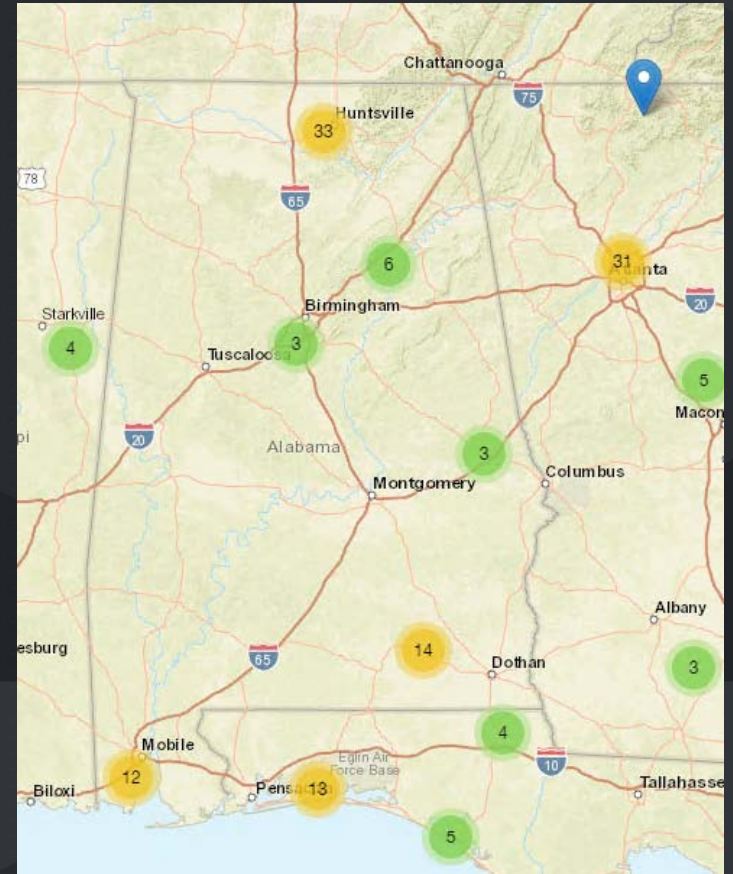 Chattanooga
75
Huntsville
33
78
65
6
31
Atlanta
20
Birmingham
Starkville
4
3
Tuscaloosa
5
Macon
20
pi
Alabama
3
Columbus
Montgomery
Albany
esburg
65
14
Dothan
3
4
Mobile
Eglin Air
Force Base
10
12
Biloxi
Pensacola
13
Tallahasse
5